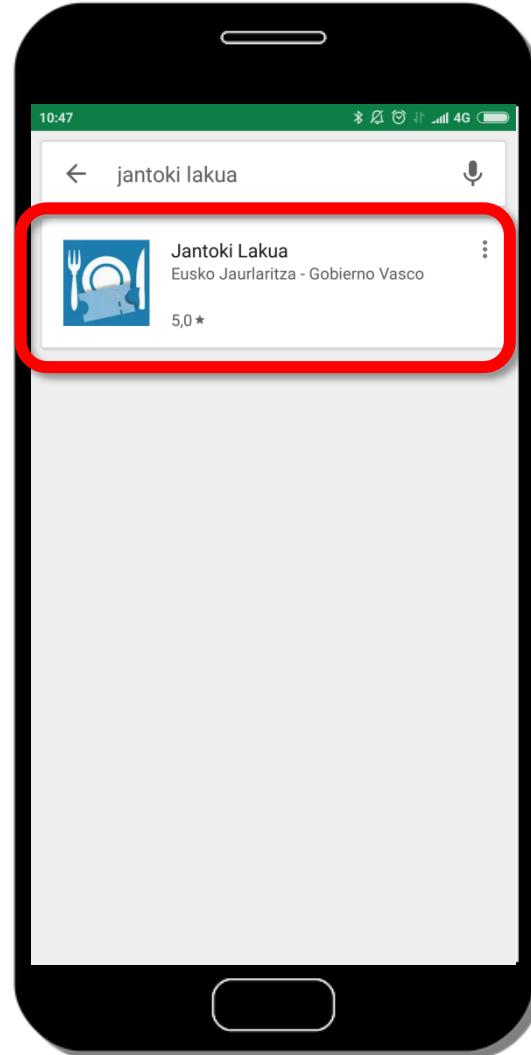 10:47 4G
jantoki lakua
Jantoki Lakua
Eusko Jaurlaritza - Gobierno Vasco
5,0★